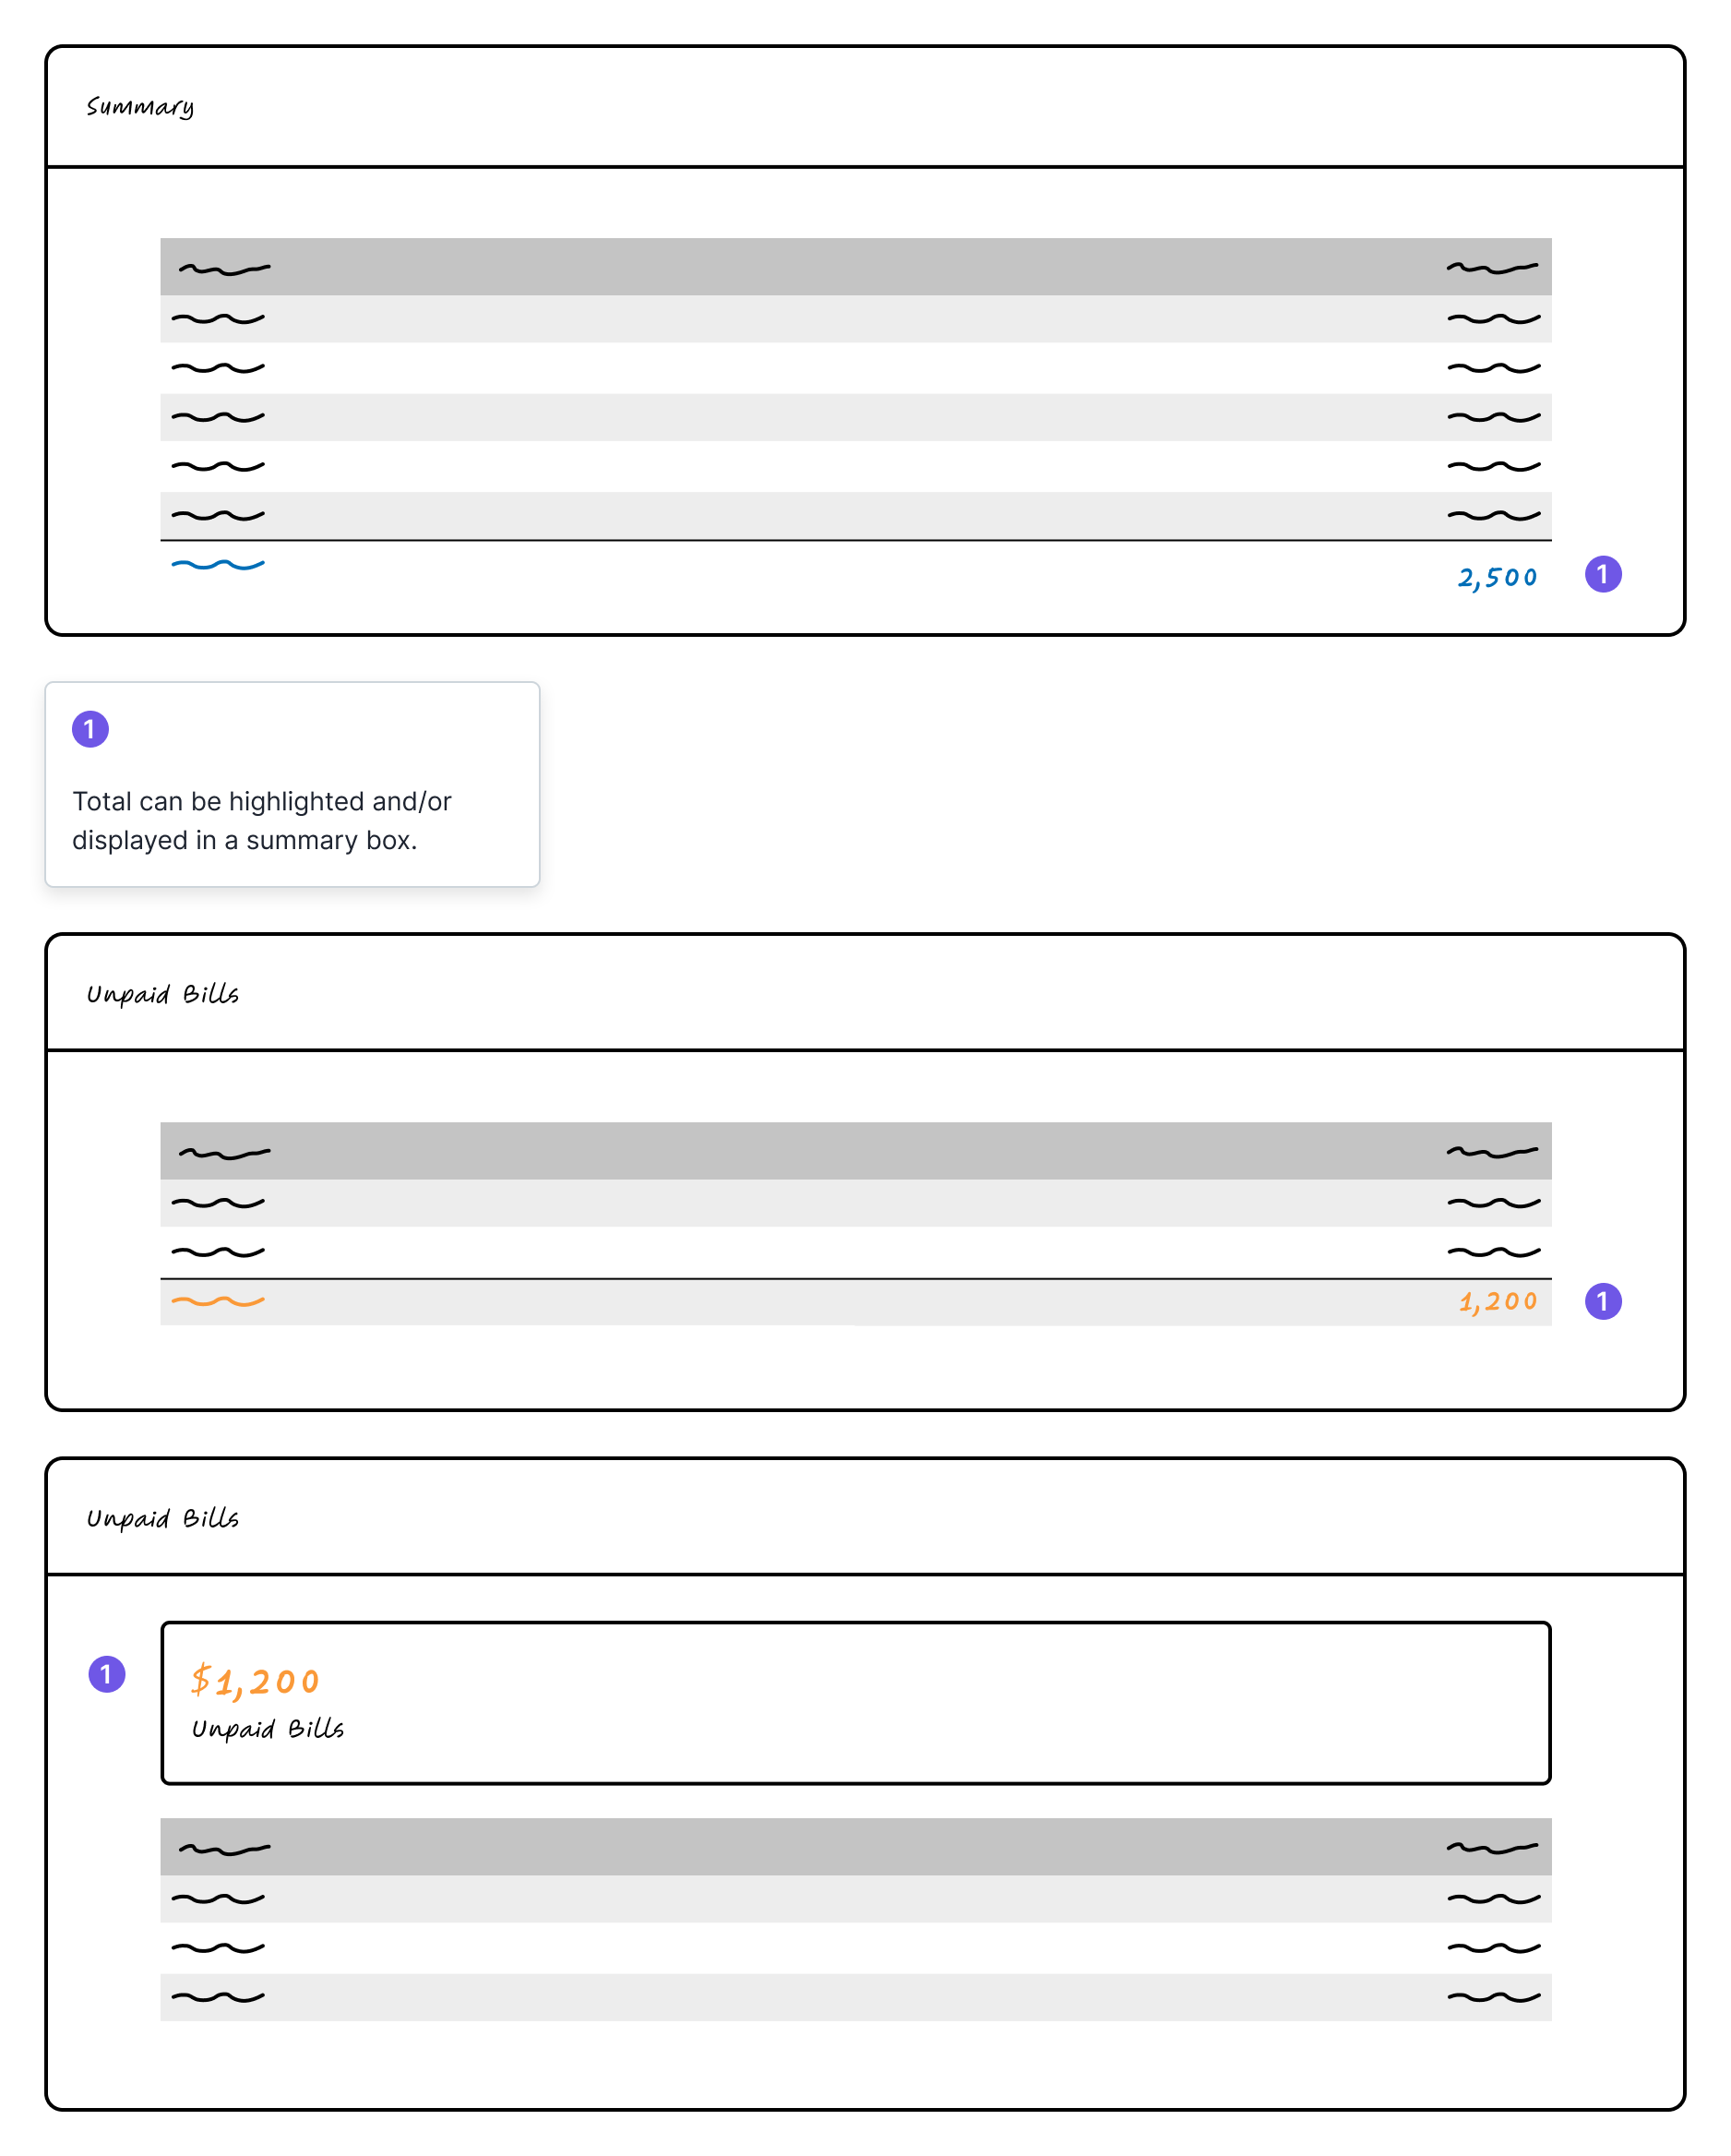 Summary
2,500
1
1
Total can be highlighted and/or
displayed in a summary box.
Unpaid Bills
1,200
1
Unpaid Bills
1
$1,200
Unpaid Bills